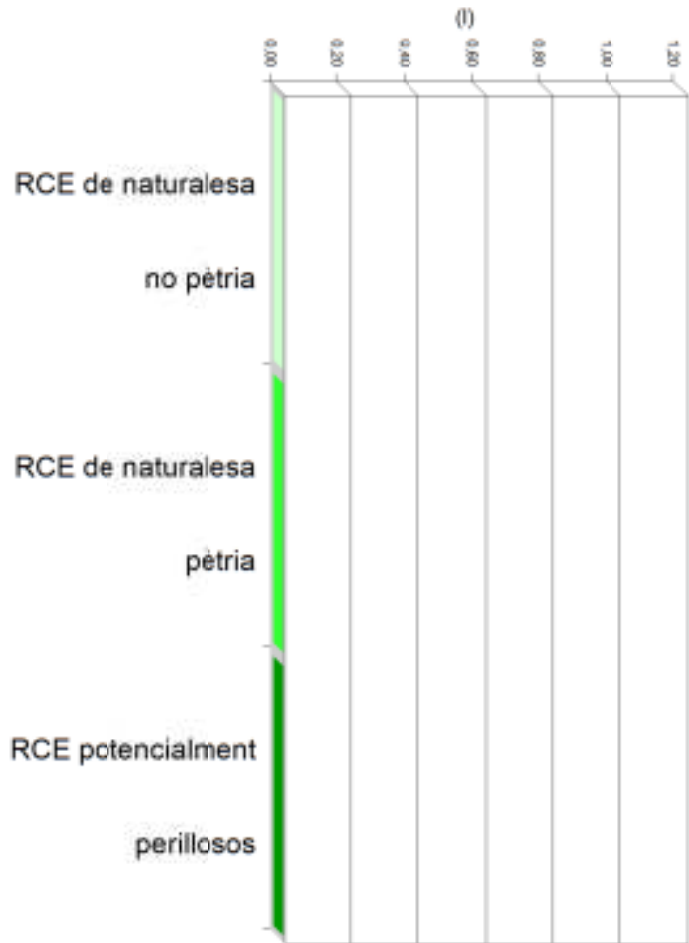 (l)
0,00 0,20 0,40 0,60 0,80 1,00 1,20
RCE de naturalesa
no pètria
RCE de naturalesa
pètria
RCE potencialment
perillosos